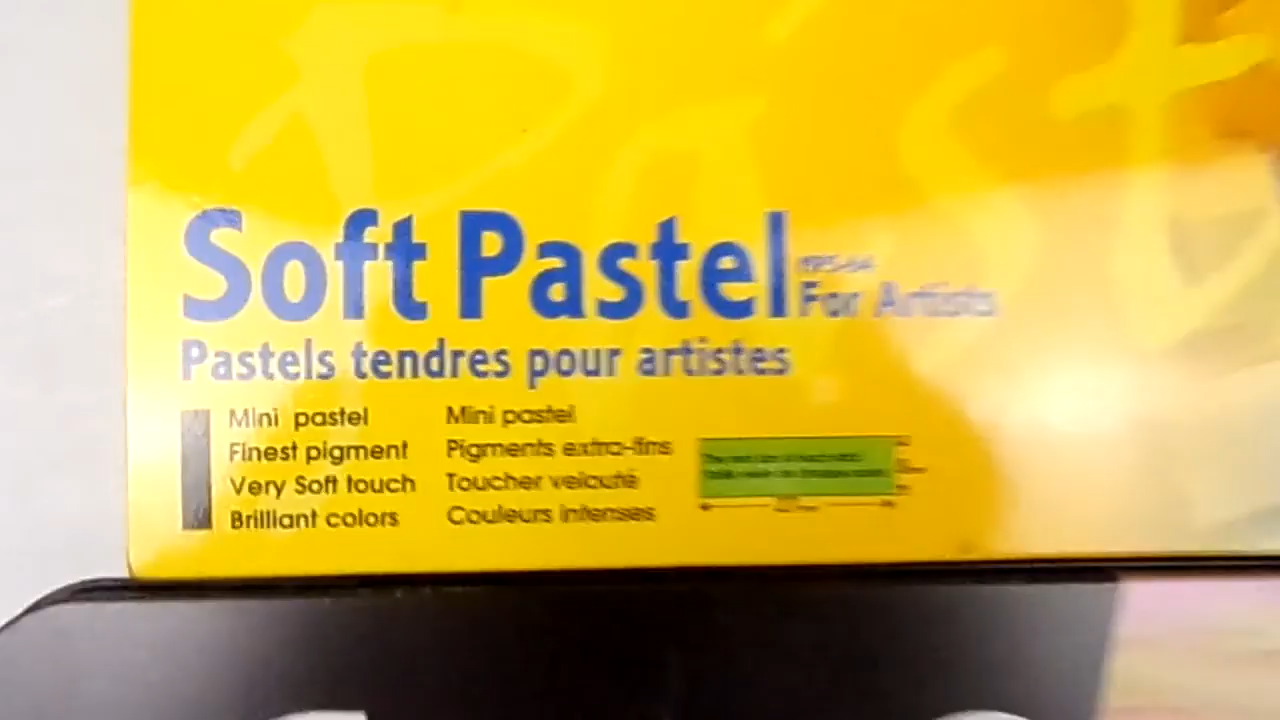 Soft Pastel
For Artists
Pastels tendres pour artistes
Mini pastel Mini pastel
Finest pigment Pigments extra-fins
Very Soft touch Toucher velouté
Brilliant colors Couleurs intenses